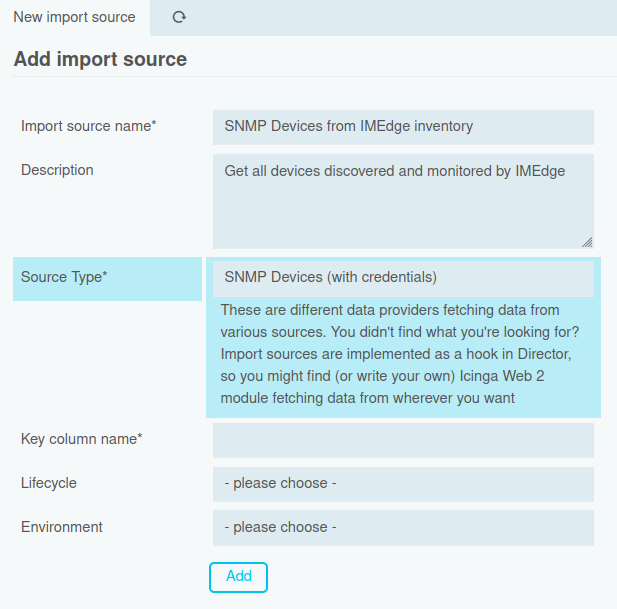 New import source
Add import source
Import source name*
SNMP Devices from IMEdge inventory
Description
Get all devices discovered and monitored by IMEdge
Source Type*
SNMP Devices (with credentials)
These are different data providers fetching data from
various sources. You didn't find what you're looking for?
Import sources are implemented as a hook in Director,
so you might find (or write your own) Icinga Web 2
module fetching data from wherever you want
Key column name*
Lifecycle
- please choose -
Environment
- please choose -
Add